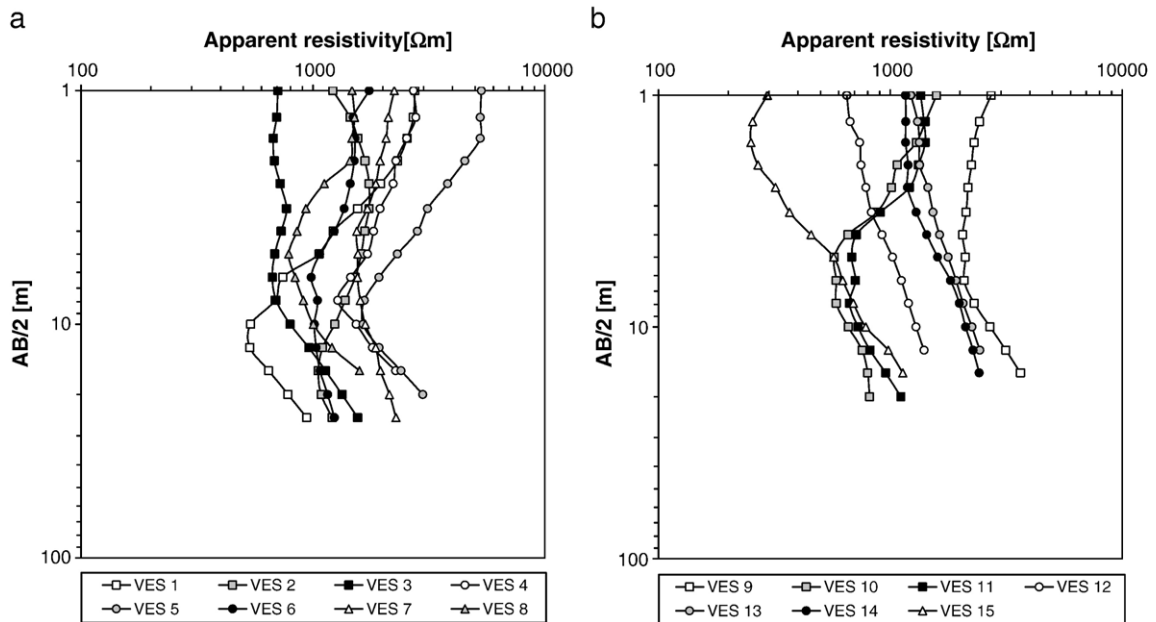 a
Apparent resistivity[Ωm]
100 1000 10000
1
10
100
AB/2 [m]
VES 1 VES 2 VES 3 VES 4
VES 5 VES 6 VES 7 VES 8
b
Apparent resistivity [Ωm]
100 1000 10000
1
10
100
AB/2 [m]
VES 9 VES 10 VES 11 VES 12
VES 13 VES 14 VES 15